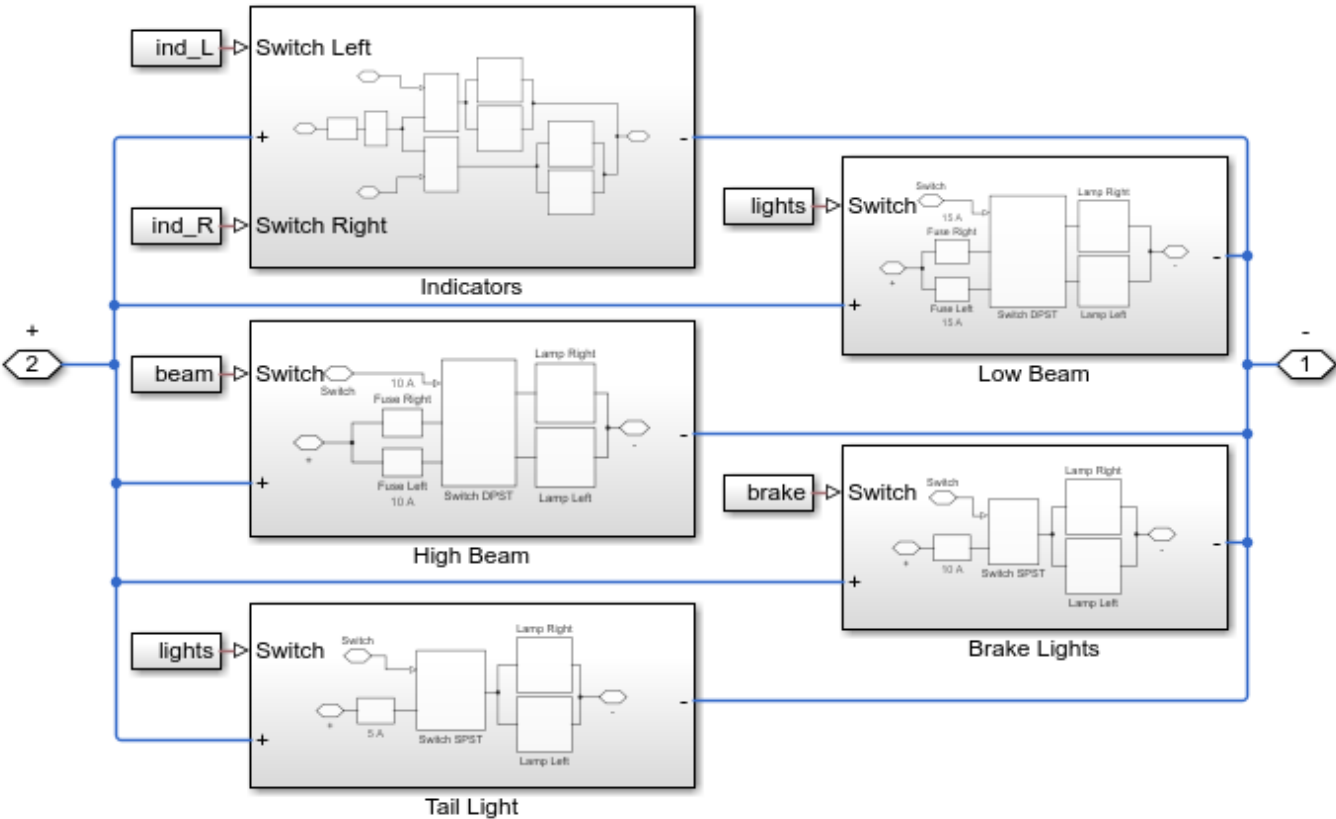 ind_L
Switch Left
+
-
ind_R
Switch Right
Indicators
lights
Switch
Switch
15 A
Fuse Right
Lamp Right
+
-
-
Fuse Left
15 A
Switch DPST
Lamp Left
+
Low Beam
+
2
-
1
beam
Switch
Switch
10 A
Fuse Right
Lamp Right
+
-
-
Fuse Left
10 A
Switch DPST
Lamp Left
+
High Beam
brake
Switch
Switch
Lamp Right
+
10 A
Switch SPST
-
-
Lamp Left
+
Brake Lights
lights
Switch
Switch
Lamp Right
+
5 A
Switch SPST
-
-
Lamp Left
+
Tail Light